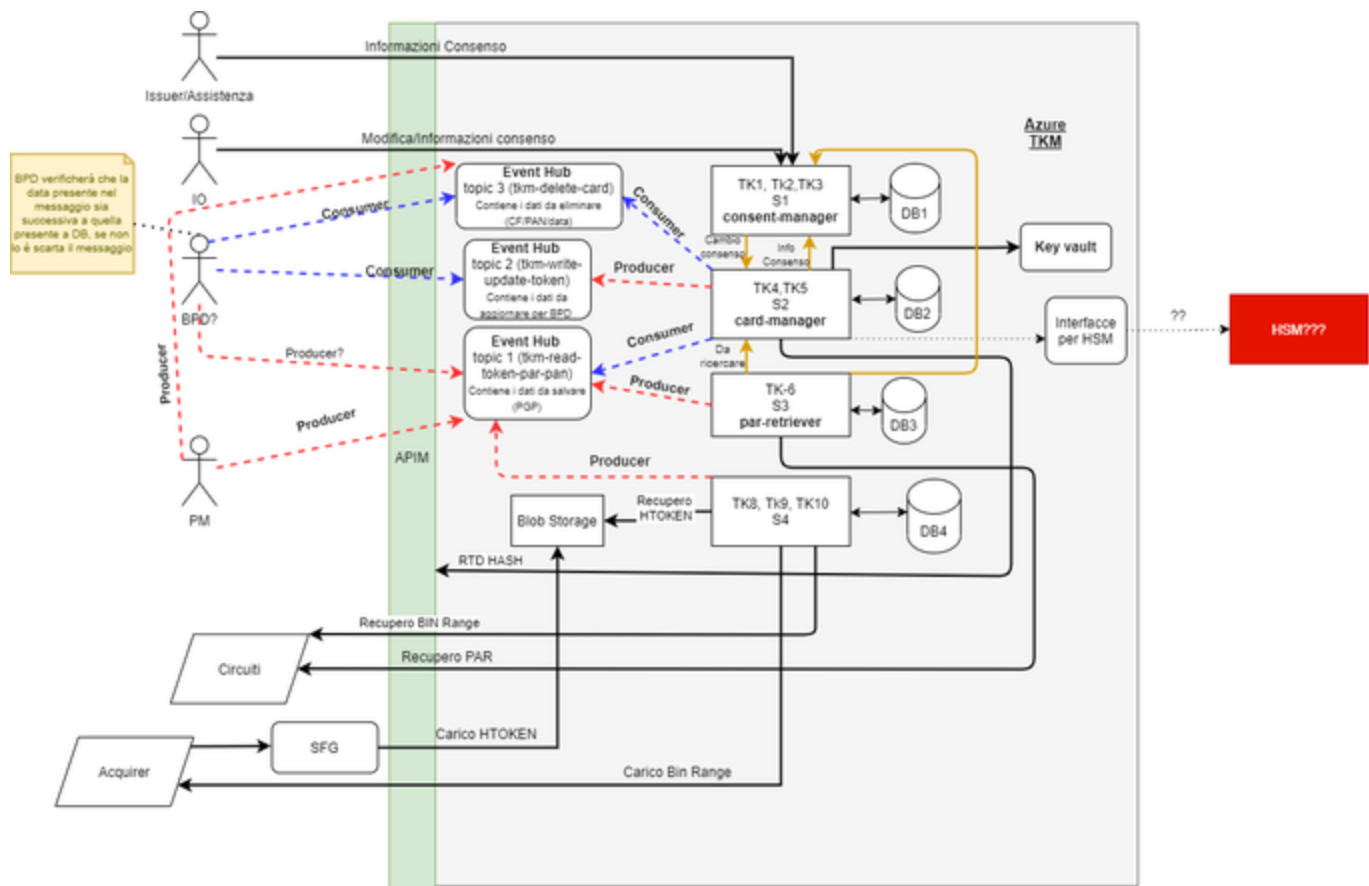 Informazioni Consenso
Issuer/Assistenza
Modifica/Informazioni consenso
Azure
TKM
BPD verificherà che la
data presente nel
messaggio sia
successiva a quella
presente a DB, se non
lo è scarta il messaggio
IO
Consumer
Event Hub
topic 3 (tkm-delete-card)
Contiene i dati da eliminare
(CF/PAN/data)
Consumer
TK1, Tk2,TK3
S1
consent-manager
DB1
Cambio
consenso
Info
Consenso
Key vault
BPD?
Consumer
Event Hub
topic 2 (tkm-write-
update-token)
Contiene i dati da
aggiornare per BPD
Producer
TK4,TK5
S2
card-manager
DB2
Interfacce
per HSM
??
HSM???
Producer
Producer?
Event Hub
topic 1 (tkm-read-
token-par-pan)
Contiene i dati da salvare
(PGP)
Consumer
Da
ricercare
Producer
TK-6
S3
par-retriever
DB3
Producer
APIM
PM
Producer
Blob Storage
Recupero
HTOKEN
TK8, Tk9, TK10
S4
DB4
RTD HASH
Recupero BIN Range
Circuiti
Recupero PAR
Acquirer
SFG
Carico HTOKEN
Carico Bin Range